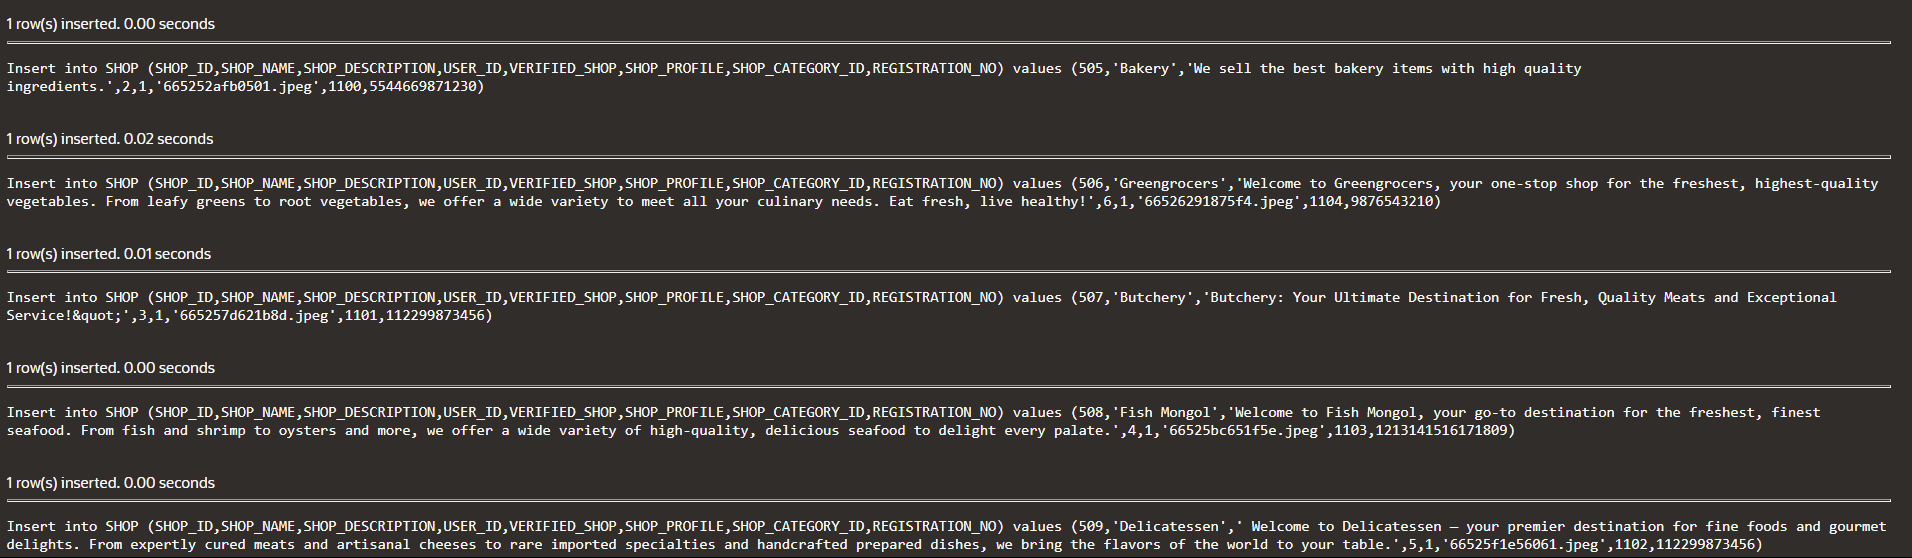 1 row(s) inserted. 0.00 seconds
Insert into SHOP (SHOP_ID,SHOP_NAME,SHOP_DESCRIPTION,USER_ID,VERIFIED_SHOP,SHOP_PROFILE,SHOP_CATEGORY_ID,REGISTRATION_NO) values (505,'Bakery','We sell the best bakery items with high quality
ingredients.',2,1,'665252afb0501.jpeg',1100,5544669871230)
1 row(s) inserted. 0.02 seconds
Insert into SHOP (SHOP_ID,SHOP_NAME,SHOP_DESCRIPTION,USER_ID,VERIFIED_SHOP,SHOP_PROFILE,SHOP_CATEGORY_ID,REGISTRATION_NO) values (506,'Greengrocers','Welcome to Greengrocers, your one-stop shop for the freshest, highest-quality
vegetables. From leafy greens to root vegetables, we offer a wide variety to meet all your culinary needs. Eat fresh, live healthy!',6,1,'66526291875f4.jpeg',1104,9876543210)
1 row(s) inserted. 0.01 seconds
Insert into SHOP (SHOP_ID,SHOP_NAME,SHOP_DESCRIPTION,USER_ID,VERIFIED_SHOP,SHOP_PROFILE,SHOP_CATEGORY_ID,REGISTRATION_NO) values (507,'Butchery','Butchery: Your Ultimate Destination for Fresh, Quality Meats and Exceptional
Service!&quot;',3,1,'665257d621b8d.jpeg',1101,112299873456)
1 row(s) inserted. 0.00 seconds
Insert into SHOP (SHOP_ID,SHOP_NAME,SHOP_DESCRIPTION,USER_ID,VERIFIED_SHOP,SHOP_PROFILE,SHOP_CATEGORY_ID,REGISTRATION_NO) values (508,'Fish Mongol','Welcome to Fish Mongol, your go-to destination for the freshest, finest
seafood. From fish and shrimp to oysters and more, we offer a wide variety of high-quality, delicious seafood to delight every palate.',4,1,'66525bc651f5e.jpeg',1103,1213141516171809)
1 row(s) inserted. 0.00 seconds
Insert into SHOP (SHOP_ID,SHOP_NAME,SHOP_DESCRIPTION,USER_ID,VERIFIED_SHOP,SHOP_PROFILE,SHOP_CATEGORY_ID,REGISTRATION_NO) values (509,'Delicatessen',' Welcome to Delicatessen – your premier destination for fine foods and gourmet
delights. From expertly cured meats and artisanal cheeses to rare imported specialties and handcrafted prepared dishes, we bring the flavors of the world to your table.',5,1,'66525f1e56061.jpeg',1102,112299873456)